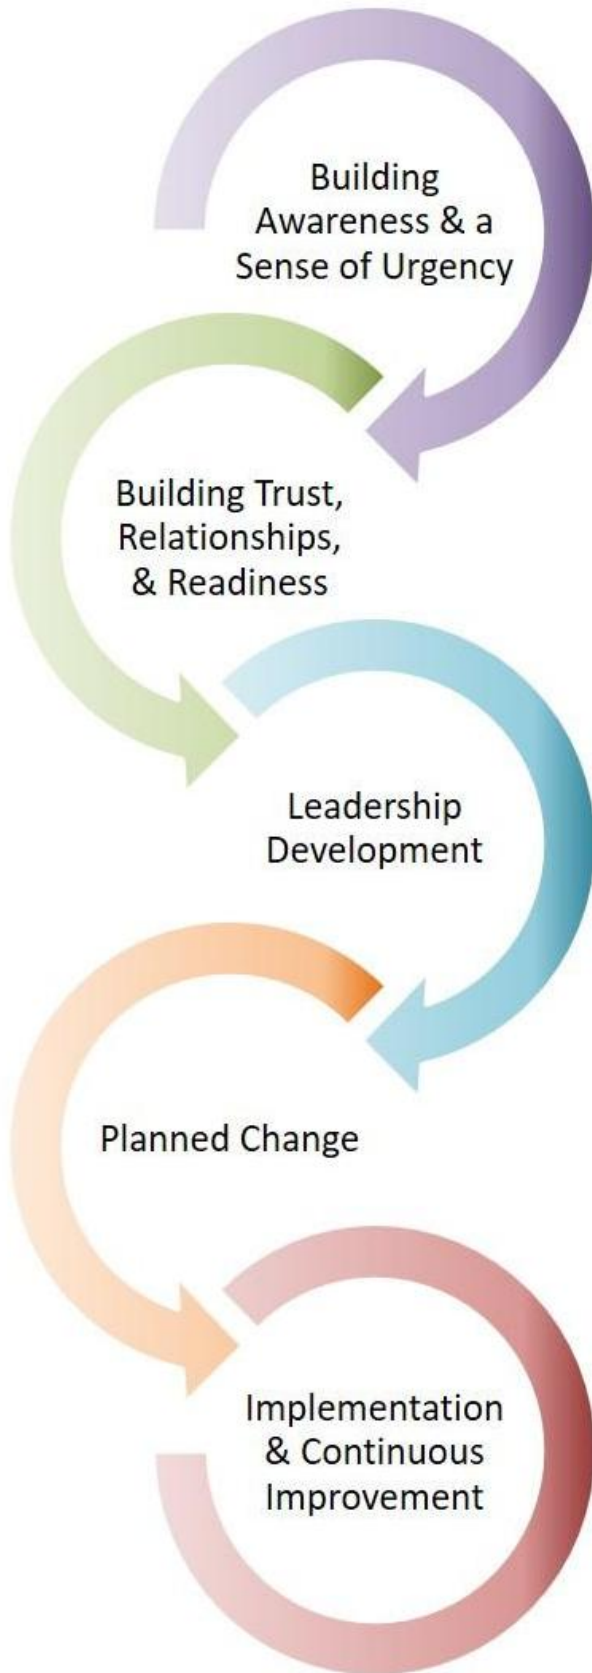 Building
Awareness & a
Sense of Urgency
Building Trust,
Relationships,
& Readiness
Leadership
Development
Planned Change
Implementation
& Continuous
Improvement